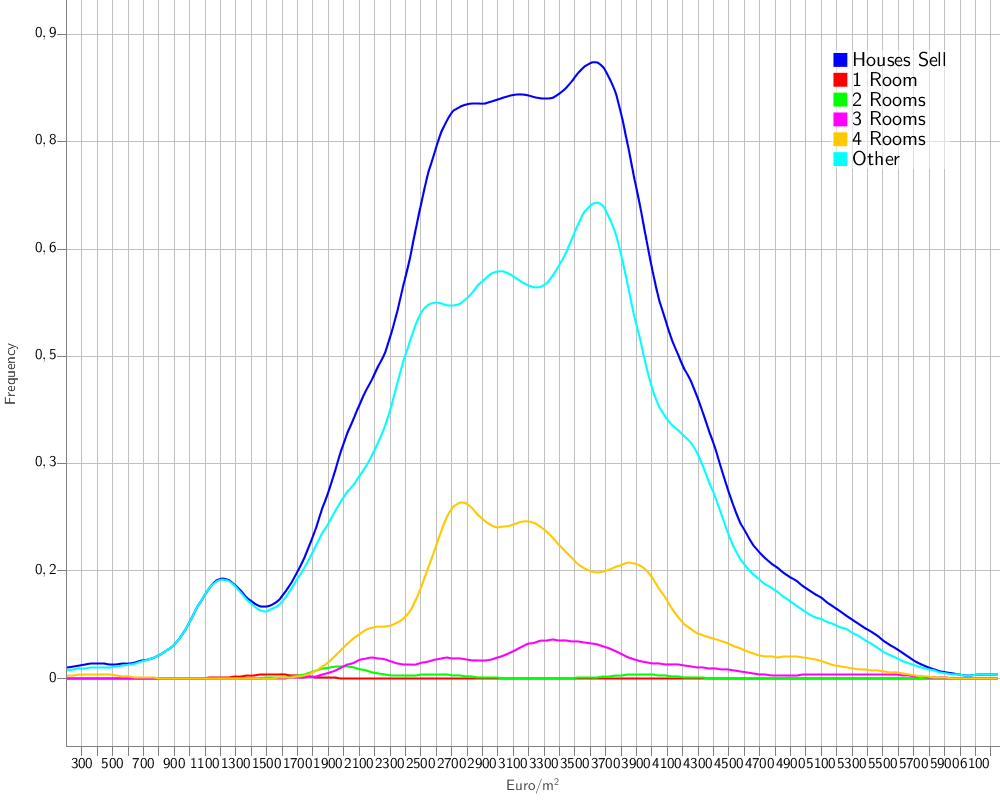 0, 9
Houses Sell
1 Room
2 Rooms
3 Rooms
4 Rooms
Other
0, 8
0, 6
0, 5
0, 3
0, 2
0
Frequency
300 500 700 900 1100 1300 1500 1700 1900 2100 2300 2500 2700 2900 3100 3300 3500 3700 3900 4100 4300 4500 4700 4900 5100 5300 5500 5700 5900 6100
Euro/m²